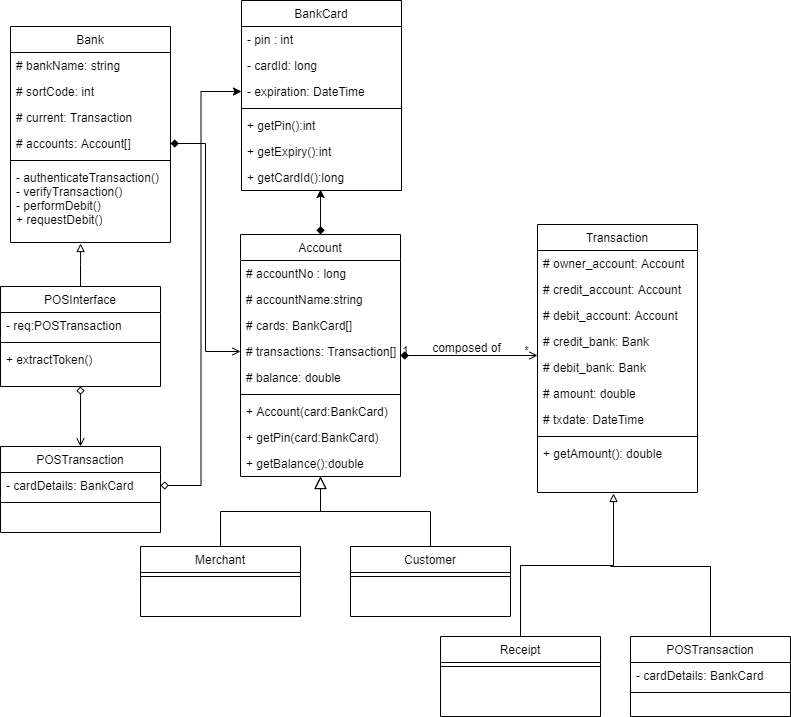 BankCard
- pin : int
- cardId: long
- expiration: DateTime
+ getPin():int
+ getExpiry():int
+ getCardId():long
Bank
# bankName: string
# sortCode: int
# current: Transaction
# accounts: Account[]
- authenticateTransaction()
- verifyTransaction()
- performDebit()
+ requestDebit()
POSInterface
- req:POSTransaction
+ extractToken()
POSTransaction
- cardDetails: BankCard
Account
# accountNo : long
# accountName:string
# cards: BankCard[]
# transactions: Transaction[]
# balance: double
+ Account(card:BankCard)
+ getPin(card:BankCard)
+ getBalance():double
1 composed of *
Transaction
# owner_account: Account
# credit_account: Account
# debit_account: Account
# credit_bank: Bank
# debit_bank: Bank
# amount: double
# txdate: DateTime
+ getAmount(): double
Merchant
Customer
Receipt
POSTransaction
- cardDetails: BankCard